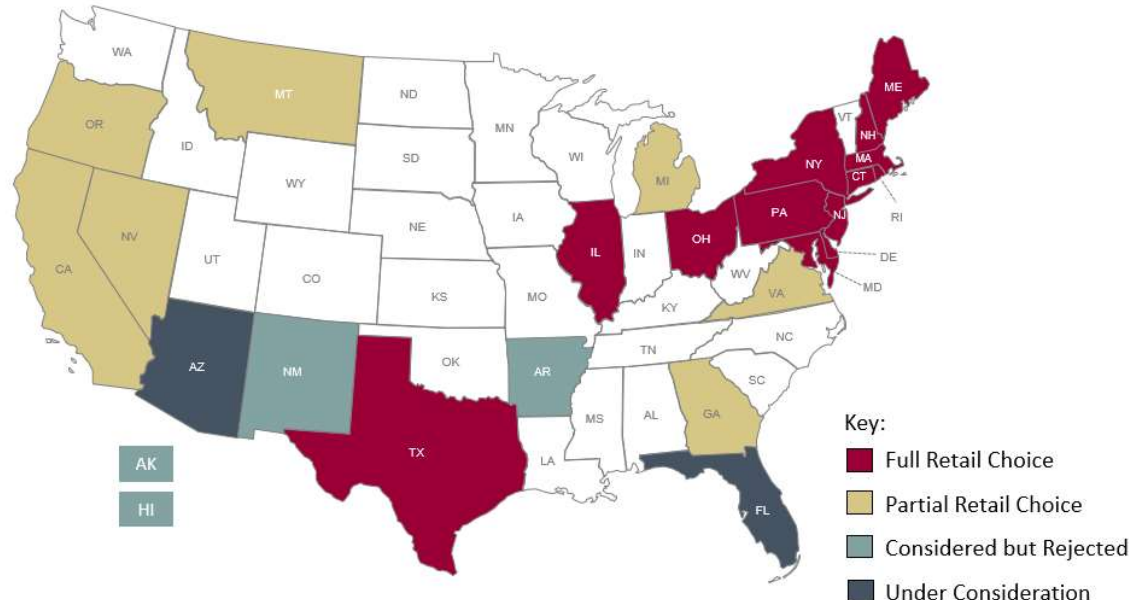 WA
ME
MT
ND
VT
OR
MN
NH
ID
SD
WI
NY
MA
CT
WY
MI
RI
IA
PA
NJ
NV
NE
OH
UT
IL
IN
DE
CA
CO
WV
MD
KS
MO
VA
KY
NC
TN
AZ
NM
OK
AR
SC
MS
AL
GA
TX
LA
AK
HI
FL
Key:
Full Retail Choice
Partial Retail Choice
Considered but Rejected
Under Consideration